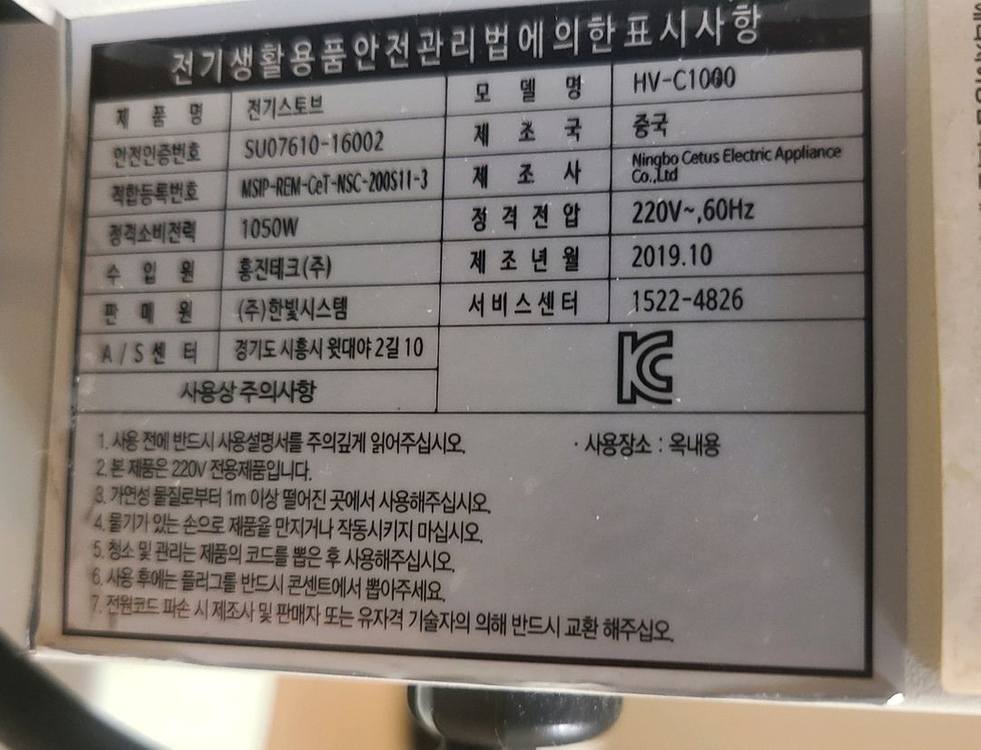 전기생활용품안전관리법에의한표시사항
제 품 명 전기스토브 모 델 명 HV-C1000
안전인증번호 SU07610-16002 제 조 국 중국
적합등록번호 MSIP-REM-CeT-NSC-200S11-3 제 조 사 Ningbo Cetus Electric Appliance Co.,Ltd
정격소비전력 1050W 정격전압 220V~,60Hz
수 입 원 홍진테크(주) 제조년월 2019.10
판 매 원 (주)한빛시스템 서비스센터 1522-4826
A / S 센 터 경기도 시흥시 윗대야 2길 10
사용상 주의사항
1. 사용 전에 반드시 사용설명서를 주의깊게 읽어주십시오. · 사용장소 : 옥내용
2. 본 제품은 220V 전용제품입니다.
3. 가연성 물질로부터 1m 이상 떨어진 곳에서 사용해주십시오.
4. 물기가 있는 손으로 제품을 만지거나 작동시키지 마십시오.
5. 청소 및 관리는 제품의 코드를 뽑은 후 사용해주십시오.
6. 사용 후에는 플러그를 반드시 콘센트에서 뽑아주세요.
7. 전원코드 파손 시 제조사 및 판매자 또는 유자격 기술자의 의해 반드시 교환 해주십오.